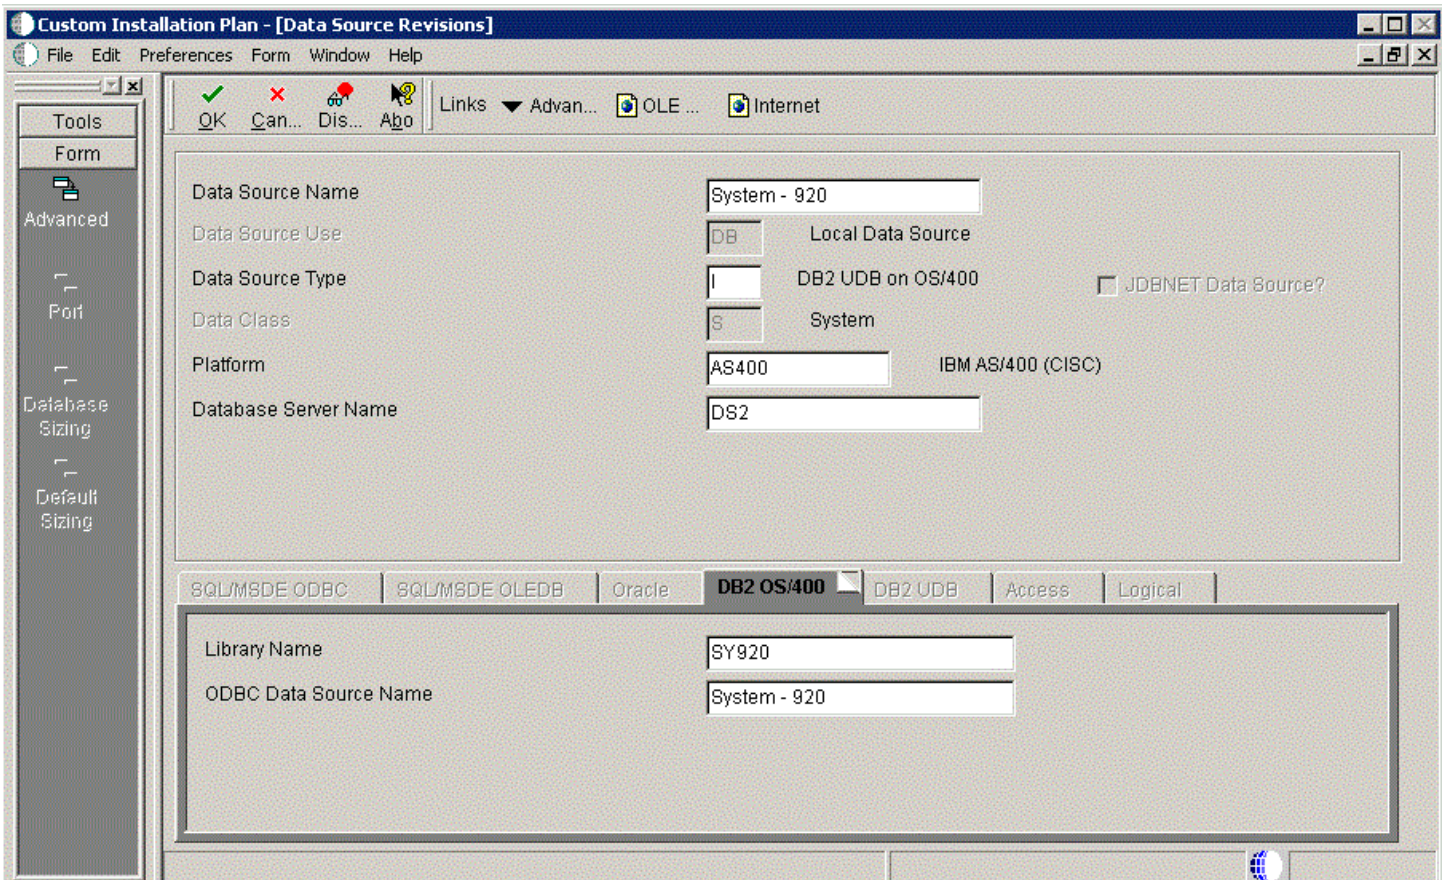 Custom Installation Plan - [Data Source Revisions]
File Edit Preferences Form Window Help
Tools
Form
Advanced
Port
Database
Sizing
Default
Sizing
OK Can... Dis... Abo
Links Advan... OLE ... Internet
Data Source Name System - 920
Data Source Use DB Local Data Source
Data Source Type I DB2 UDB on OS/400 JDBNET Data Source?
Data Class S System
Platform AS400 IBM AS/400 (CISC)
Database Server Name DS2
SQL/MSDE ODBC SQL/MSDE OLEDB Oracle DB2 OS/400 DB2 UDB Access Logical
Library Name SY920
ODBC Data Source Name System - 920